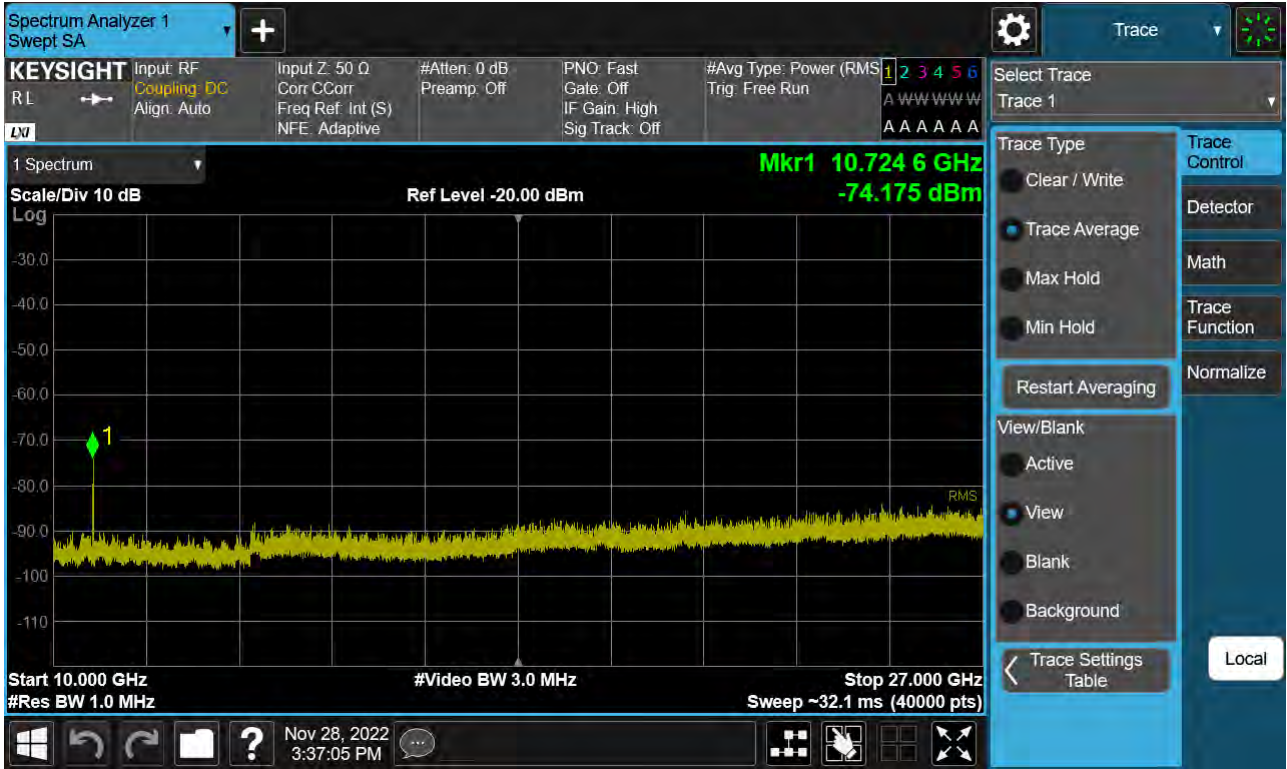 Spectrum Analyzer 1
Swept SA
+
Trace
KEYSIGHT
R L
LXI
Input: RF
Coupling: DC
Align: Auto
Input Z: 50 Ω
Corr CCorr
Freq Ref: Int (S)
NFE: Adaptive
#Atten: 0 dB
Preamp: Off
PNO: Fast
Gate: Off
IF Gain: High
Sig Track: Off
#Avg Type: Power (RMS
Trig: Free Run
1 2 3 4 5 6
A W W W W W
A A A A A A
Select Trace
Trace 1
1 Spectrum
Scale/Div 10 dB
Ref Level -20.00 dBm
Mkr1 10.724 6 GHz
-74.175 dBm
Log
-30.0
-40.0
-50.0
-60.0
-70.0
-80.0
-90.0
-100
-110
1
RMS
Start 10.000 GHz
#Video BW 3.0 MHz
Stop 27.000 GHz
#Res BW 1.0 MHz
Sweep ~32.1 ms (40000 pts)
Trace Type
Clear / Write
Trace Average
Max Hold
Min Hold
Restart Averaging
View/Blank
Active
View
Blank
Background
Trace Settings
Table
Trace
Control
Detector
Math
Trace
Function
Normalize
Local
?
Nov 28, 2022
3:37:05 PM